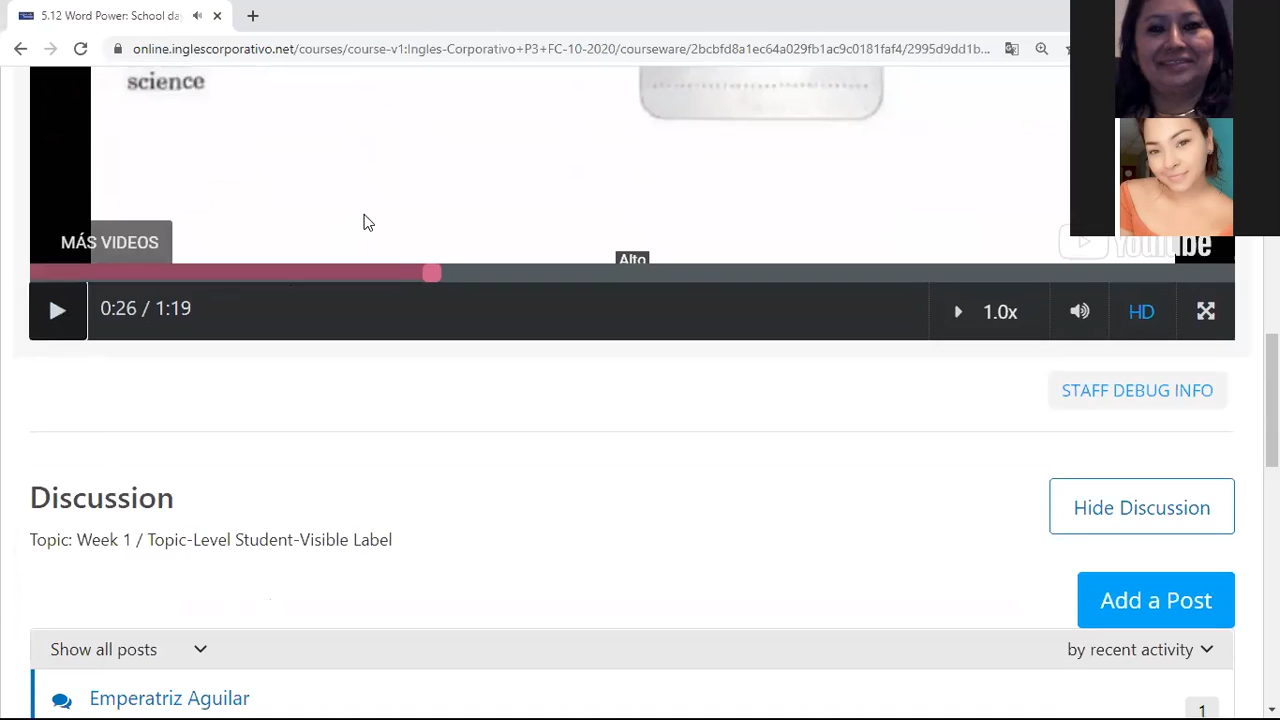 5.12 Word Power: School da
online.inglescorporativo.net/courses/course-v1:Ingles-Corporativo+P3+FC-10-2020/courseware/2bcbfd8a1ec64a029fb1ac9c0181faf4/2995d9dd1b...
science
MÁS VIDEOS
Alto
YouTube
0:26 / 1:19
1.0x
HD
STAFF DEBUG INFO
Discussion
Hide Discussion
Topic: Week 1 / Topic-Level Student-Visible Label
Add a Post
Show all posts
by recent activity
Emperatriz Aguilar
1